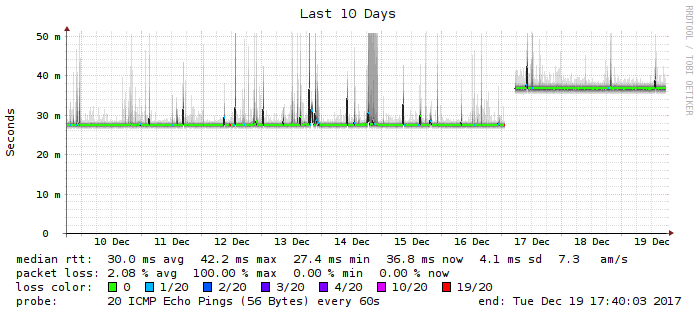 Last 10 Days
RRDTOOL / TOBI OETIKER
Seconds
50 m
40 m
30 m
20 m
10 m
0
10 Dec 11 Dec 12 Dec 13 Dec 14 Dec 15 Dec 16 Dec 17 Dec 18 Dec 19 Dec
median rtt: 30.0 ms avg 42.2 ms max 27.4 ms min 36.8 ms now 4.1 ms sd 7.3 am/s
packet loss: 2.08 % avg 100.00 % max 0.00 % min 0.00 % now
loss color: 0 1/20 2/20 3/20 4/20 10/20 19/20
probe: 20 ICMP Echo Pings (56 Bytes) every 60s end: Tue Dec 19 17:40:03 2017